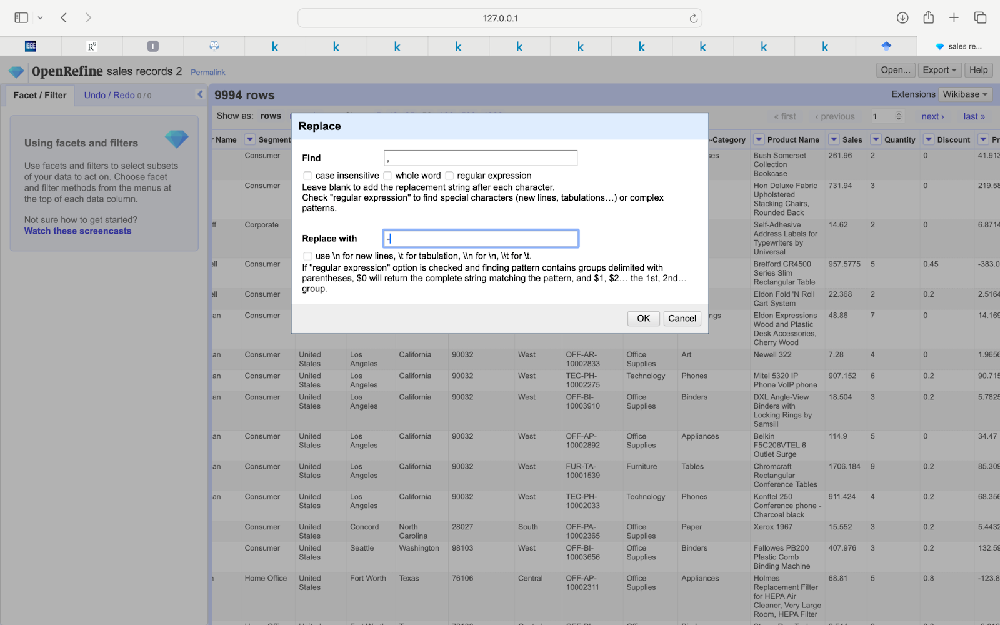 127.0.0.1
IEEE
RG
I
k
k
k
k
k
k
k
k
k
k
sales re...
OpenRefine sales records 2 Permalink
Open... Export Help
Facet / Filter Undo / Redo 0 / 0
9994 rows
Extensions Wikibase
Using facets and filters
Use facets and filters to select subsets
of your data to act on. Choose facet
and filter methods from the menus at
the top of each data column.
Not sure how to get started?
Watch these screencasts
Show as: rows
« first ‹ previous 1 next › last »
r Name Segment -Category Product Name Sales Quantity Discount Pr
Replace
Find ,
case insensitive whole word regular expression
Leave blank to add the replacement string after each character.
Check "regular expression" to find special characters (new lines, tabulations...) or complex
patterns.
Replace with -
use \n for new lines, \t for tabulation, \\n for \n, \\t for \t.
If "regular expression" option is checked and finding pattern contains groups delimited with
parentheses, $0 will return the complete string matching the pattern, and $1, $2... the 1st, 2nd...
group.
OK Cancel
Consumer ses Bush Somerset 261.96 2 0 41.913
Collection
Bookcase
Consumer Hon Deluxe Fabric 731.94 3 0 219.58
Upholstered
Stacking Chairs,
Rounded Back
ff Corporate Self-Adhesive 14.62 2 0 6.8714
Address Labels for
Typewriters by
Universal
ell Consumer Bretford CR4500 957.5775 5 0.45 -383.0
Series Slim
Rectangular Table
ell Consumer Eldon Fold 'N Roll 22.368 2 0.2 2.5164
Cart System
an Consumer ngs Eldon Expressions 48.86 7 0 14.169
Wood and Plastic
Desk Accessories,
Cherry Wood
an Consumer United Los California 90032 West OFF-AR- Office Art Newell 322 7.28 4 0 1.9656
States Angeles 10002833 Supplies
an Consumer United Los California 90032 West TEC-PH- Technology Phones Mitel 5320 IP 907.152 6 0.2 90.715
States Angeles 10002275 Phone VoIP phone
an Consumer United Los California 90032 West OFF-BI- Office Binders DXL Angle-View 18.504 3 0.2 5.7825
States Angeles 10003910 Supplies Binders with
Locking Rings by
Samsill
an Consumer United Los California 90032 West OFF-AP- Office Appliances Belkin 114.9 5 0 34.47
States Angeles 10002892 Supplies F5C206VTEL 6
Outlet Surge
an Consumer United Los California 90032 West FUR-TA- Furniture Tables Chromcraft 1706.184 9 0.2 85.309
States Angeles 10001539 Rectangular
Conference Tables
an Consumer United Los California 90032 West TEC-PH- Technology Phones Konftel 250 911.424 4 0.2 68.356
States Angeles 10002033 Conference phone -
Charcoal black
Consumer United Concord North 28027 South OFF-PA- Office Paper Xerox 1967 15.552 3 0.2 5.4432
States Carolina 10002365 Supplies
Consumer United Seattle Washington 98103 West OFF-BI- Office Binders Fellowes PB200 407.976 3 0.2 132.59
States 10003656 Supplies Plastic Comb
Binding Machine
Home Office United Fort Worth Texas 76106 Central OFF-AP- Office Appliances Holmes 68.81 5 0.8 -123.8
States 10002311 Supplies Replacement Filter
for HEPA Air
Cleaner, Very Large
Room, HEPA Filter